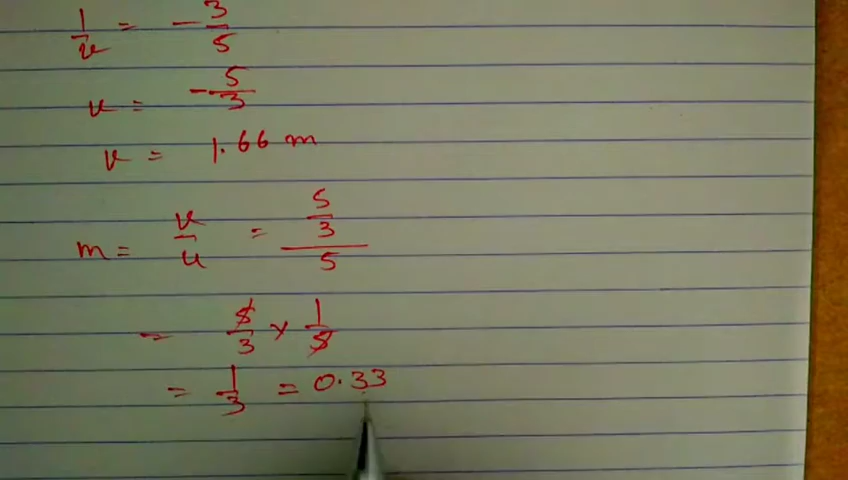 1/v = - 3/5
v = - 5/3
v = 1.66 m
m = v/u = (5/3)/5
= 5/3 × 1/5
= 1/3 = 0.33